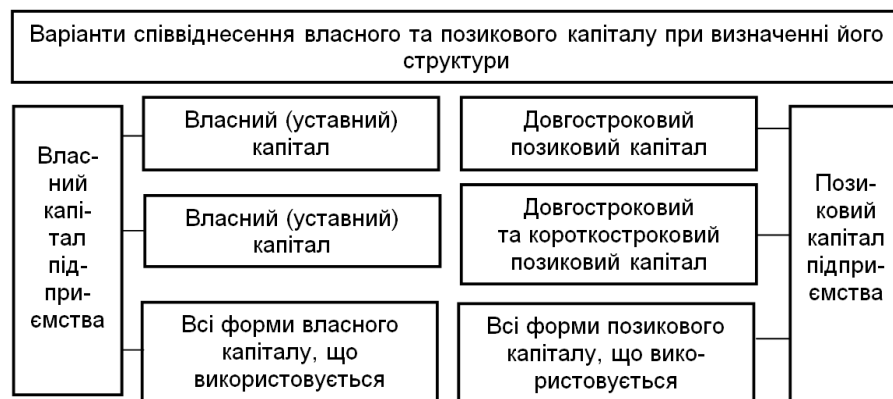 Варіанти співвіднесення власного та позикового капіталу при визначенні його
структури
Влас-
ний
капі-
тал
під-
при-
ємства
Власний (уставний)
капітал
Довгостроковий
позиковий капітал
Власний (уставний)
капітал
Довгостроковий
та короткостроковий
позиковий капітал
Всі форми власного
капіталу, що
використовується
Всі форми позикового
капіталу, що вико-
ристовується
Пози-
ковий
капітал
підпри-
ємства